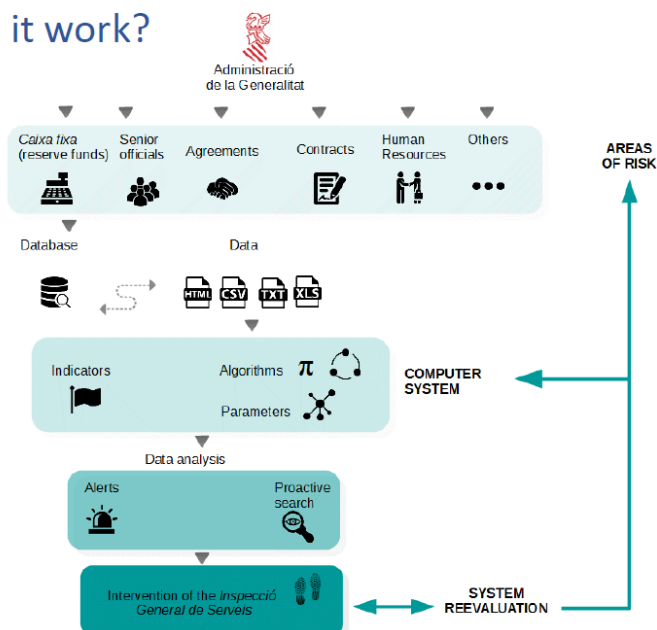 it work?
Administració
de la Generalitat
Caixa fixa
(reserve funds)
Senior
officials
Agreements
Contracts
Human
Resources
Others
AREAS
OF RISK
Database
Data
HTML
CSV
TXT
XLS
Indicators
Algorithms
π
Parameters
COMPUTER
SYSTEM
Data analysis
Alerts
Proactive
search
Intervention of the Inspecció
General de Serveis
SYSTEM
REEVALUATION